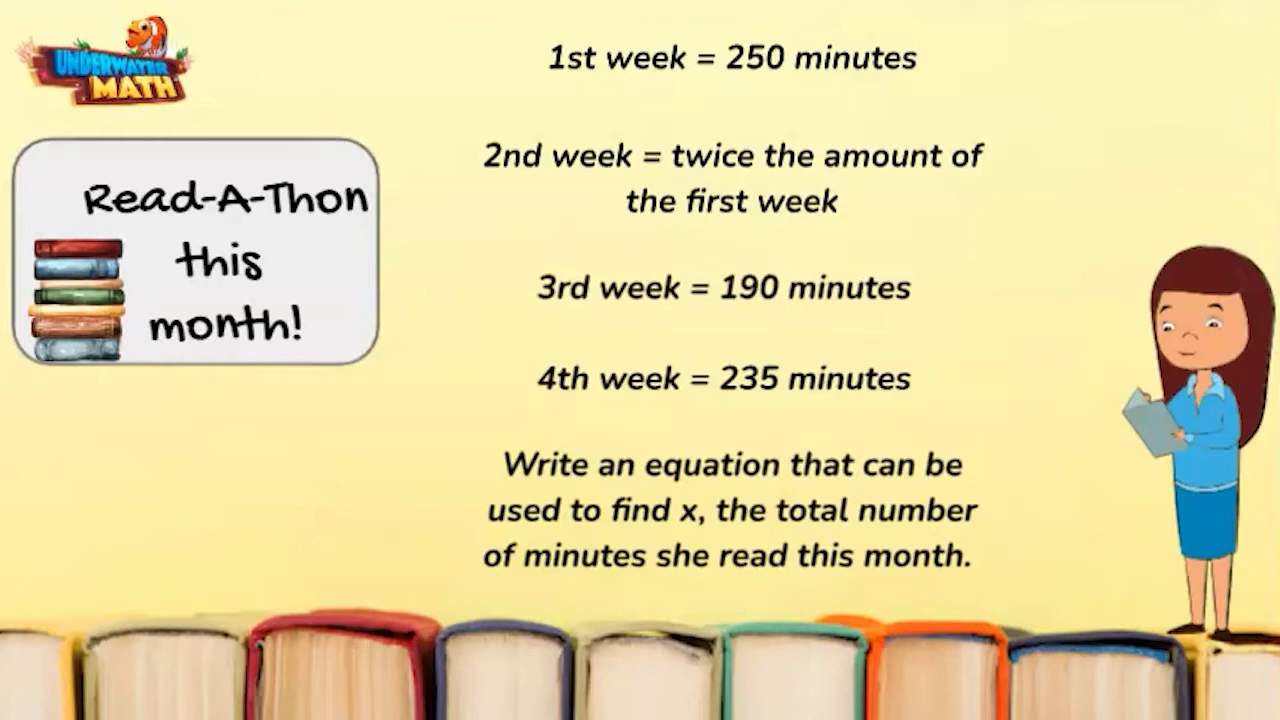 UNDERWATER
MATH
Read-A-Thon
this
month!
1st week = 250 minutes
2nd week = twice the amount of
the first week
3rd week = 190 minutes
4th week = 235 minutes
Write an equation that can be
used to find x, the total number
of minutes she read this month.